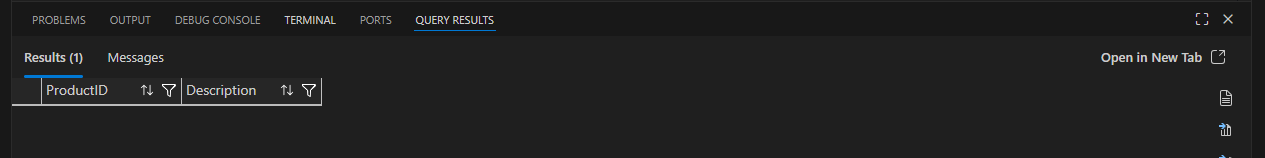 PROBLEMS OUTPUT DEBUG CONSOLE TERMINAL PORTS QUERY RESULTS
Results (1) Messages Open in New Tab
ProductID Description